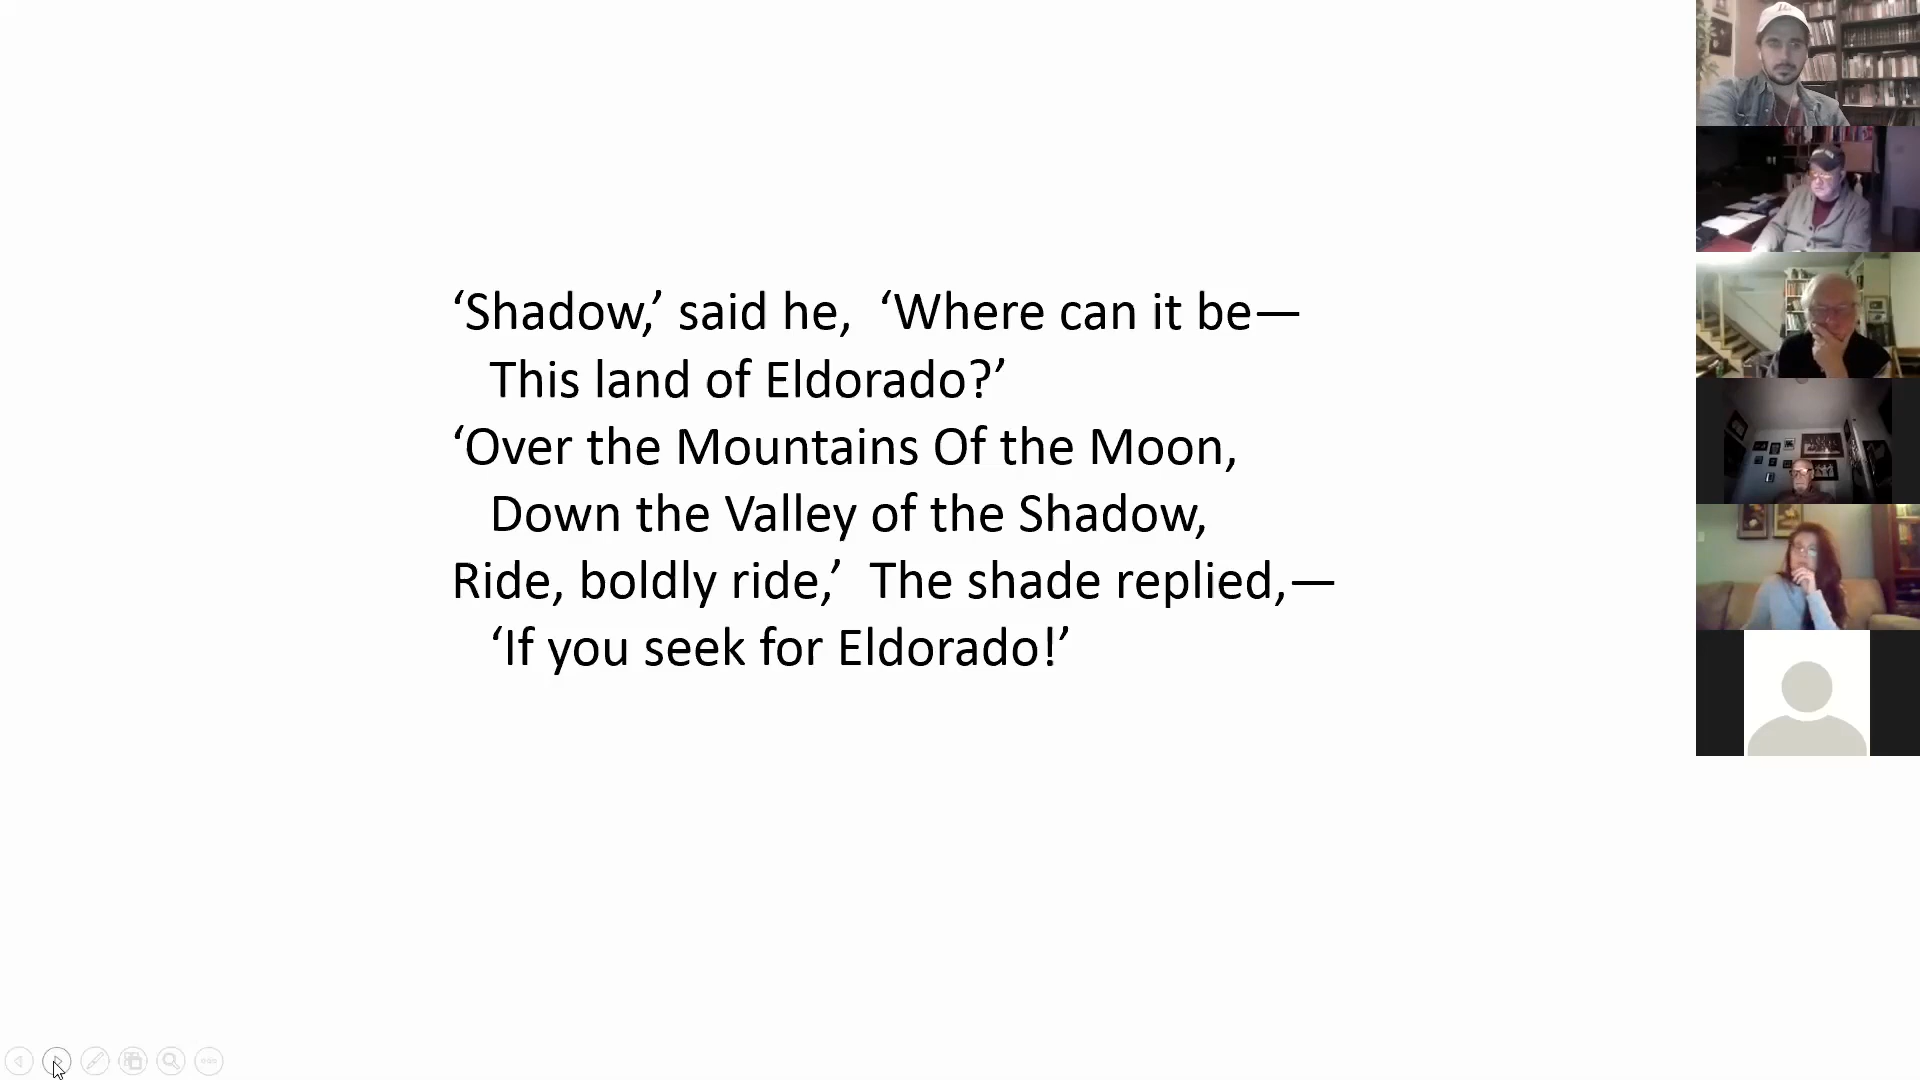 ‘Shadow,’ said he,  ‘Where can it be—
This land of Eldorado?’
‘Over the Mountains Of the Moon,
Down the Valley of the Shadow,
Ride, boldly ride,’  The shade replied,—
‘If you seek for Eldorado!’